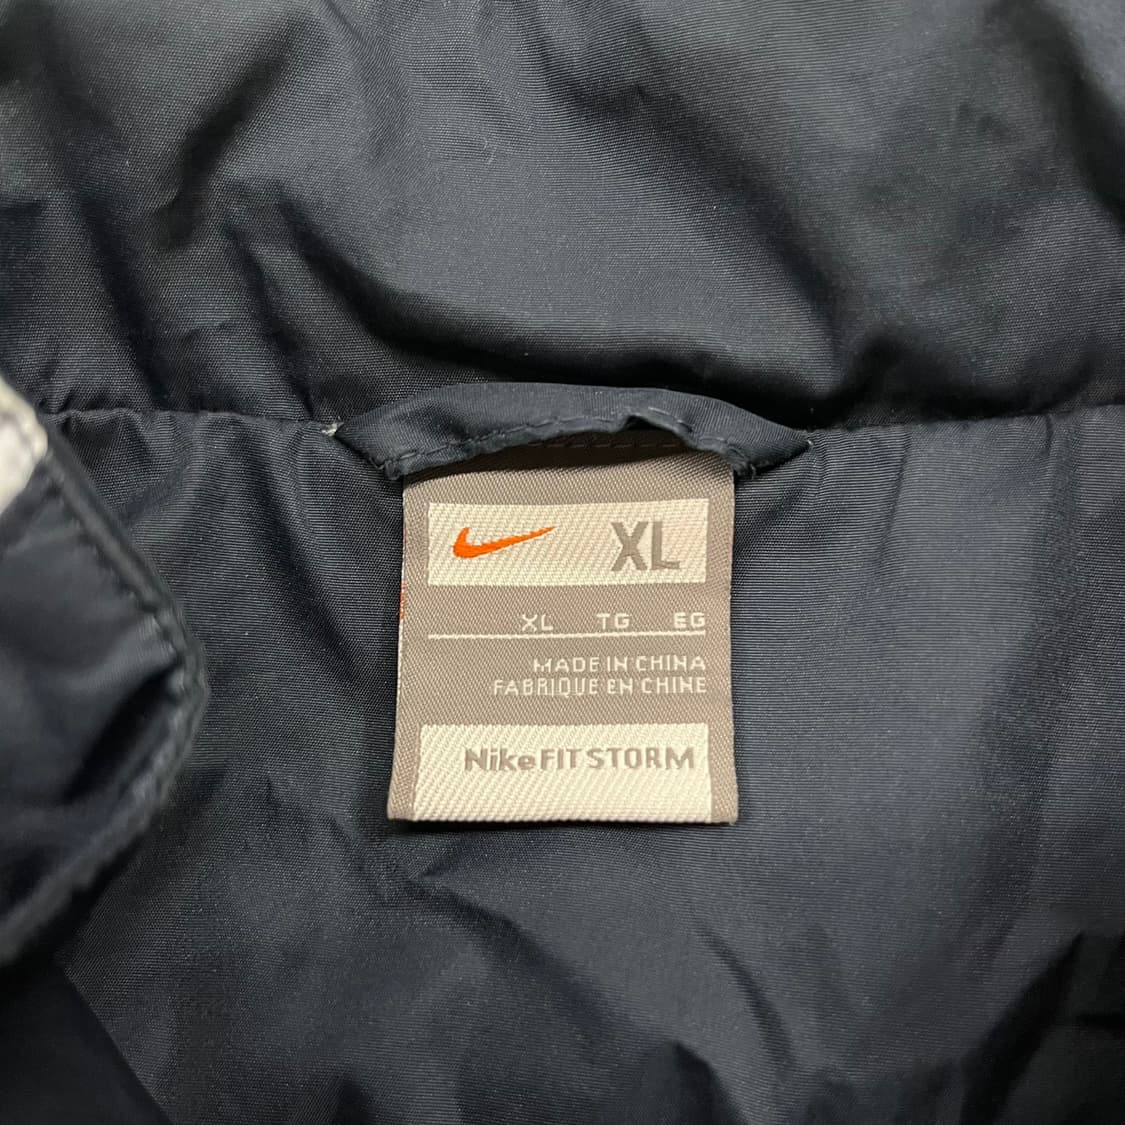 XL
XL TG EG
MADE IN CHINA
FABRIQUE EN CHINE
Nike FIT STORM